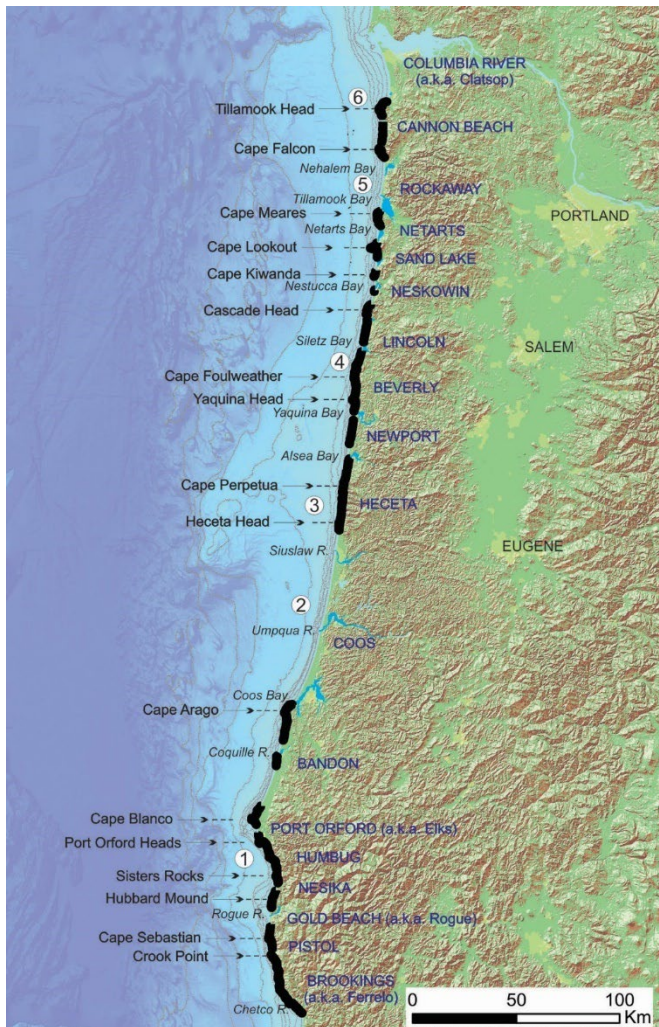 COLUMBIA RIVER
(a.k.a. Clatsop)
6
Tillamook Head
CANNON BEACH
Cape Falcon
Nehalem Bay
5
ROCKAWAY
Tillamook Bay
Cape Meares
PORTLAND
Netarts Bay
NETARTS
Cape Lookout
SAND LAKE
Cape Kiwanda
Nestucca Bay
NESKOWIN
Cascade Head
Siletz Bay
LINCOLN
SALEM
4
Cape Foulweather
BEVERLY
Yaquina Head
Yaquina Bay
NEWPORT
Alsea Bay
Cape Perpetua
3
HECETA
Heceta Head
EUGENE
Siuslaw R.
2
Umpqua R.
COOS
Coos Bay
Cape Arago
Coquille R.
BANDON
Cape Blanco
PORT ORFORD (a.k.a. Elks)
Port Orford Heads
1
HUMBUG
Sisters Rocks
NESIKA
Hubbard Mound
Rogue R.
GOLD BEACH (a.k.a. Rogue)
Cape Sebastian
PISTOL
Crook Point
BROOKINGS
(a.k.a. Ferrelo)
Chetco R.
0 50 100
Km